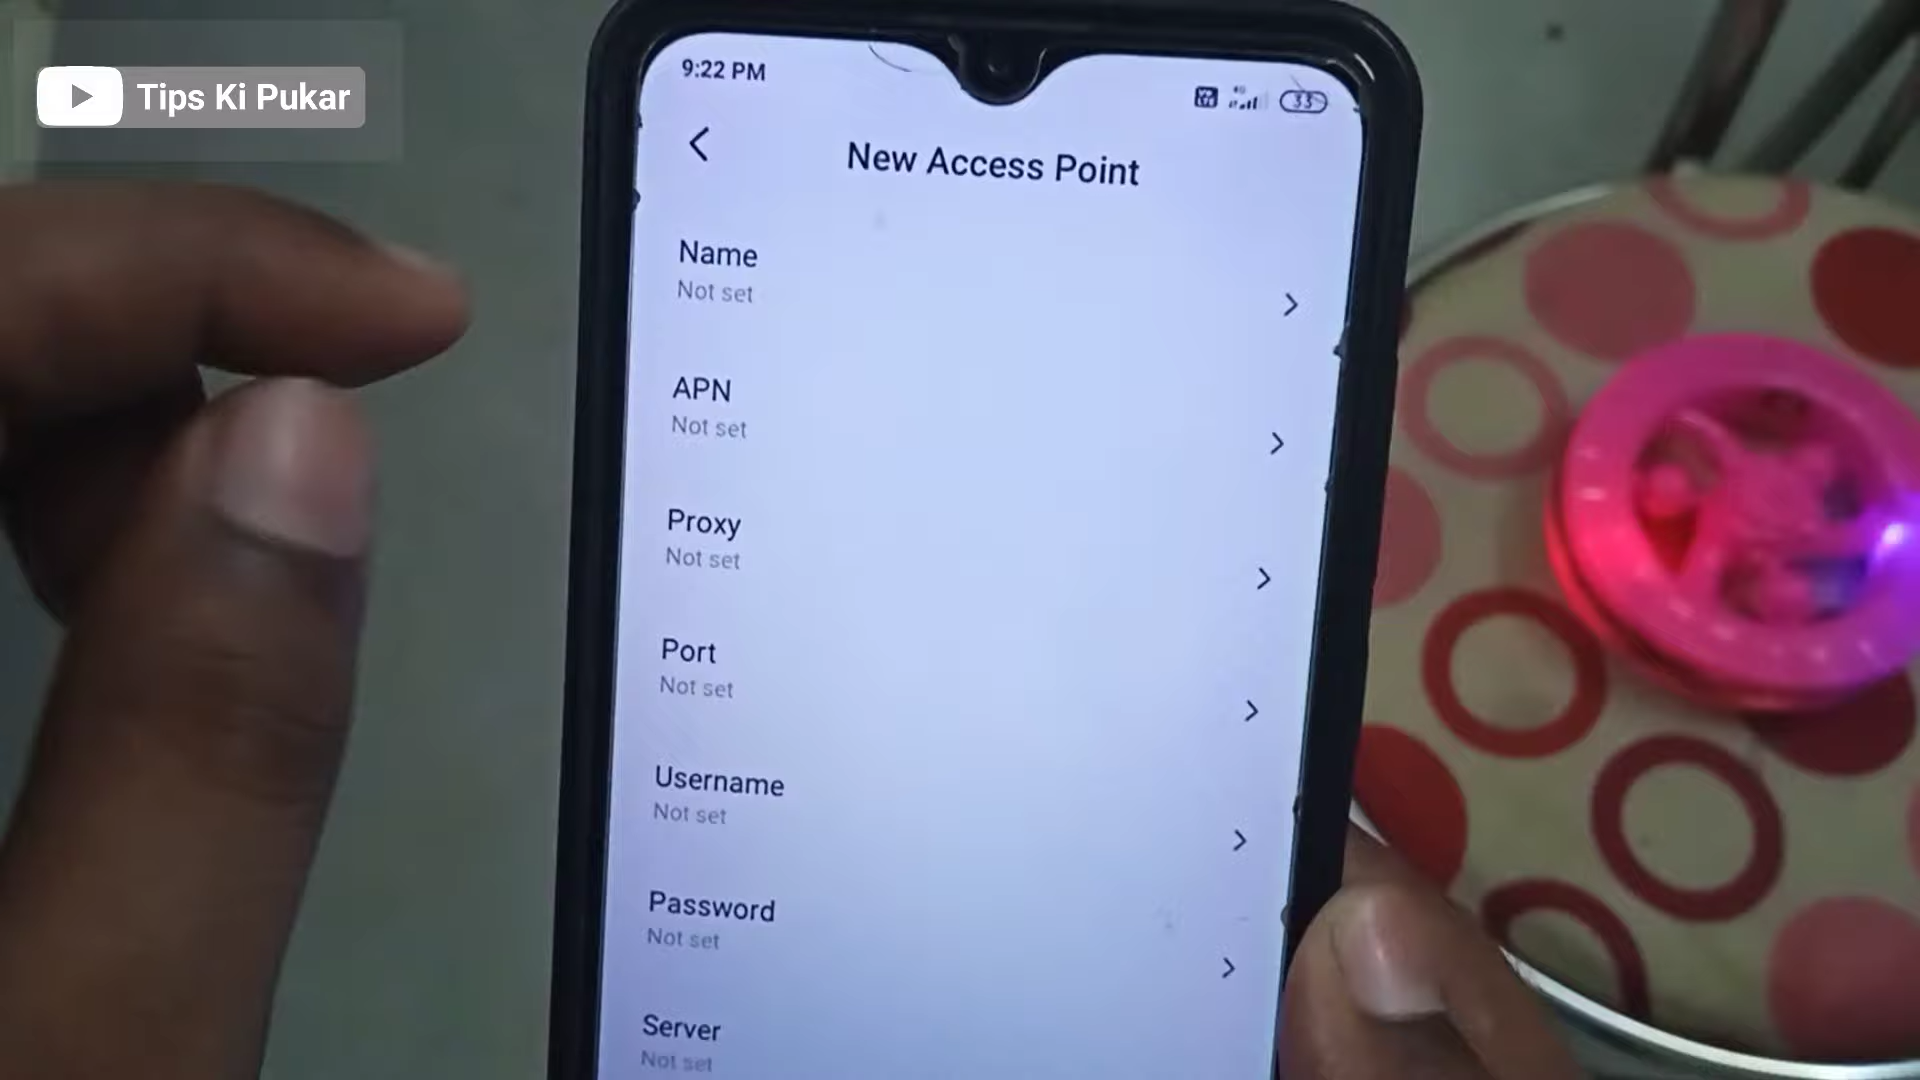 Tips Ki Pukar
9:22 PM
33
New Access Point
Name
Not set
APN
Not set
Proxy
Not set
Port
Not set
Username
Not set
Password
Not set
Server
Not set